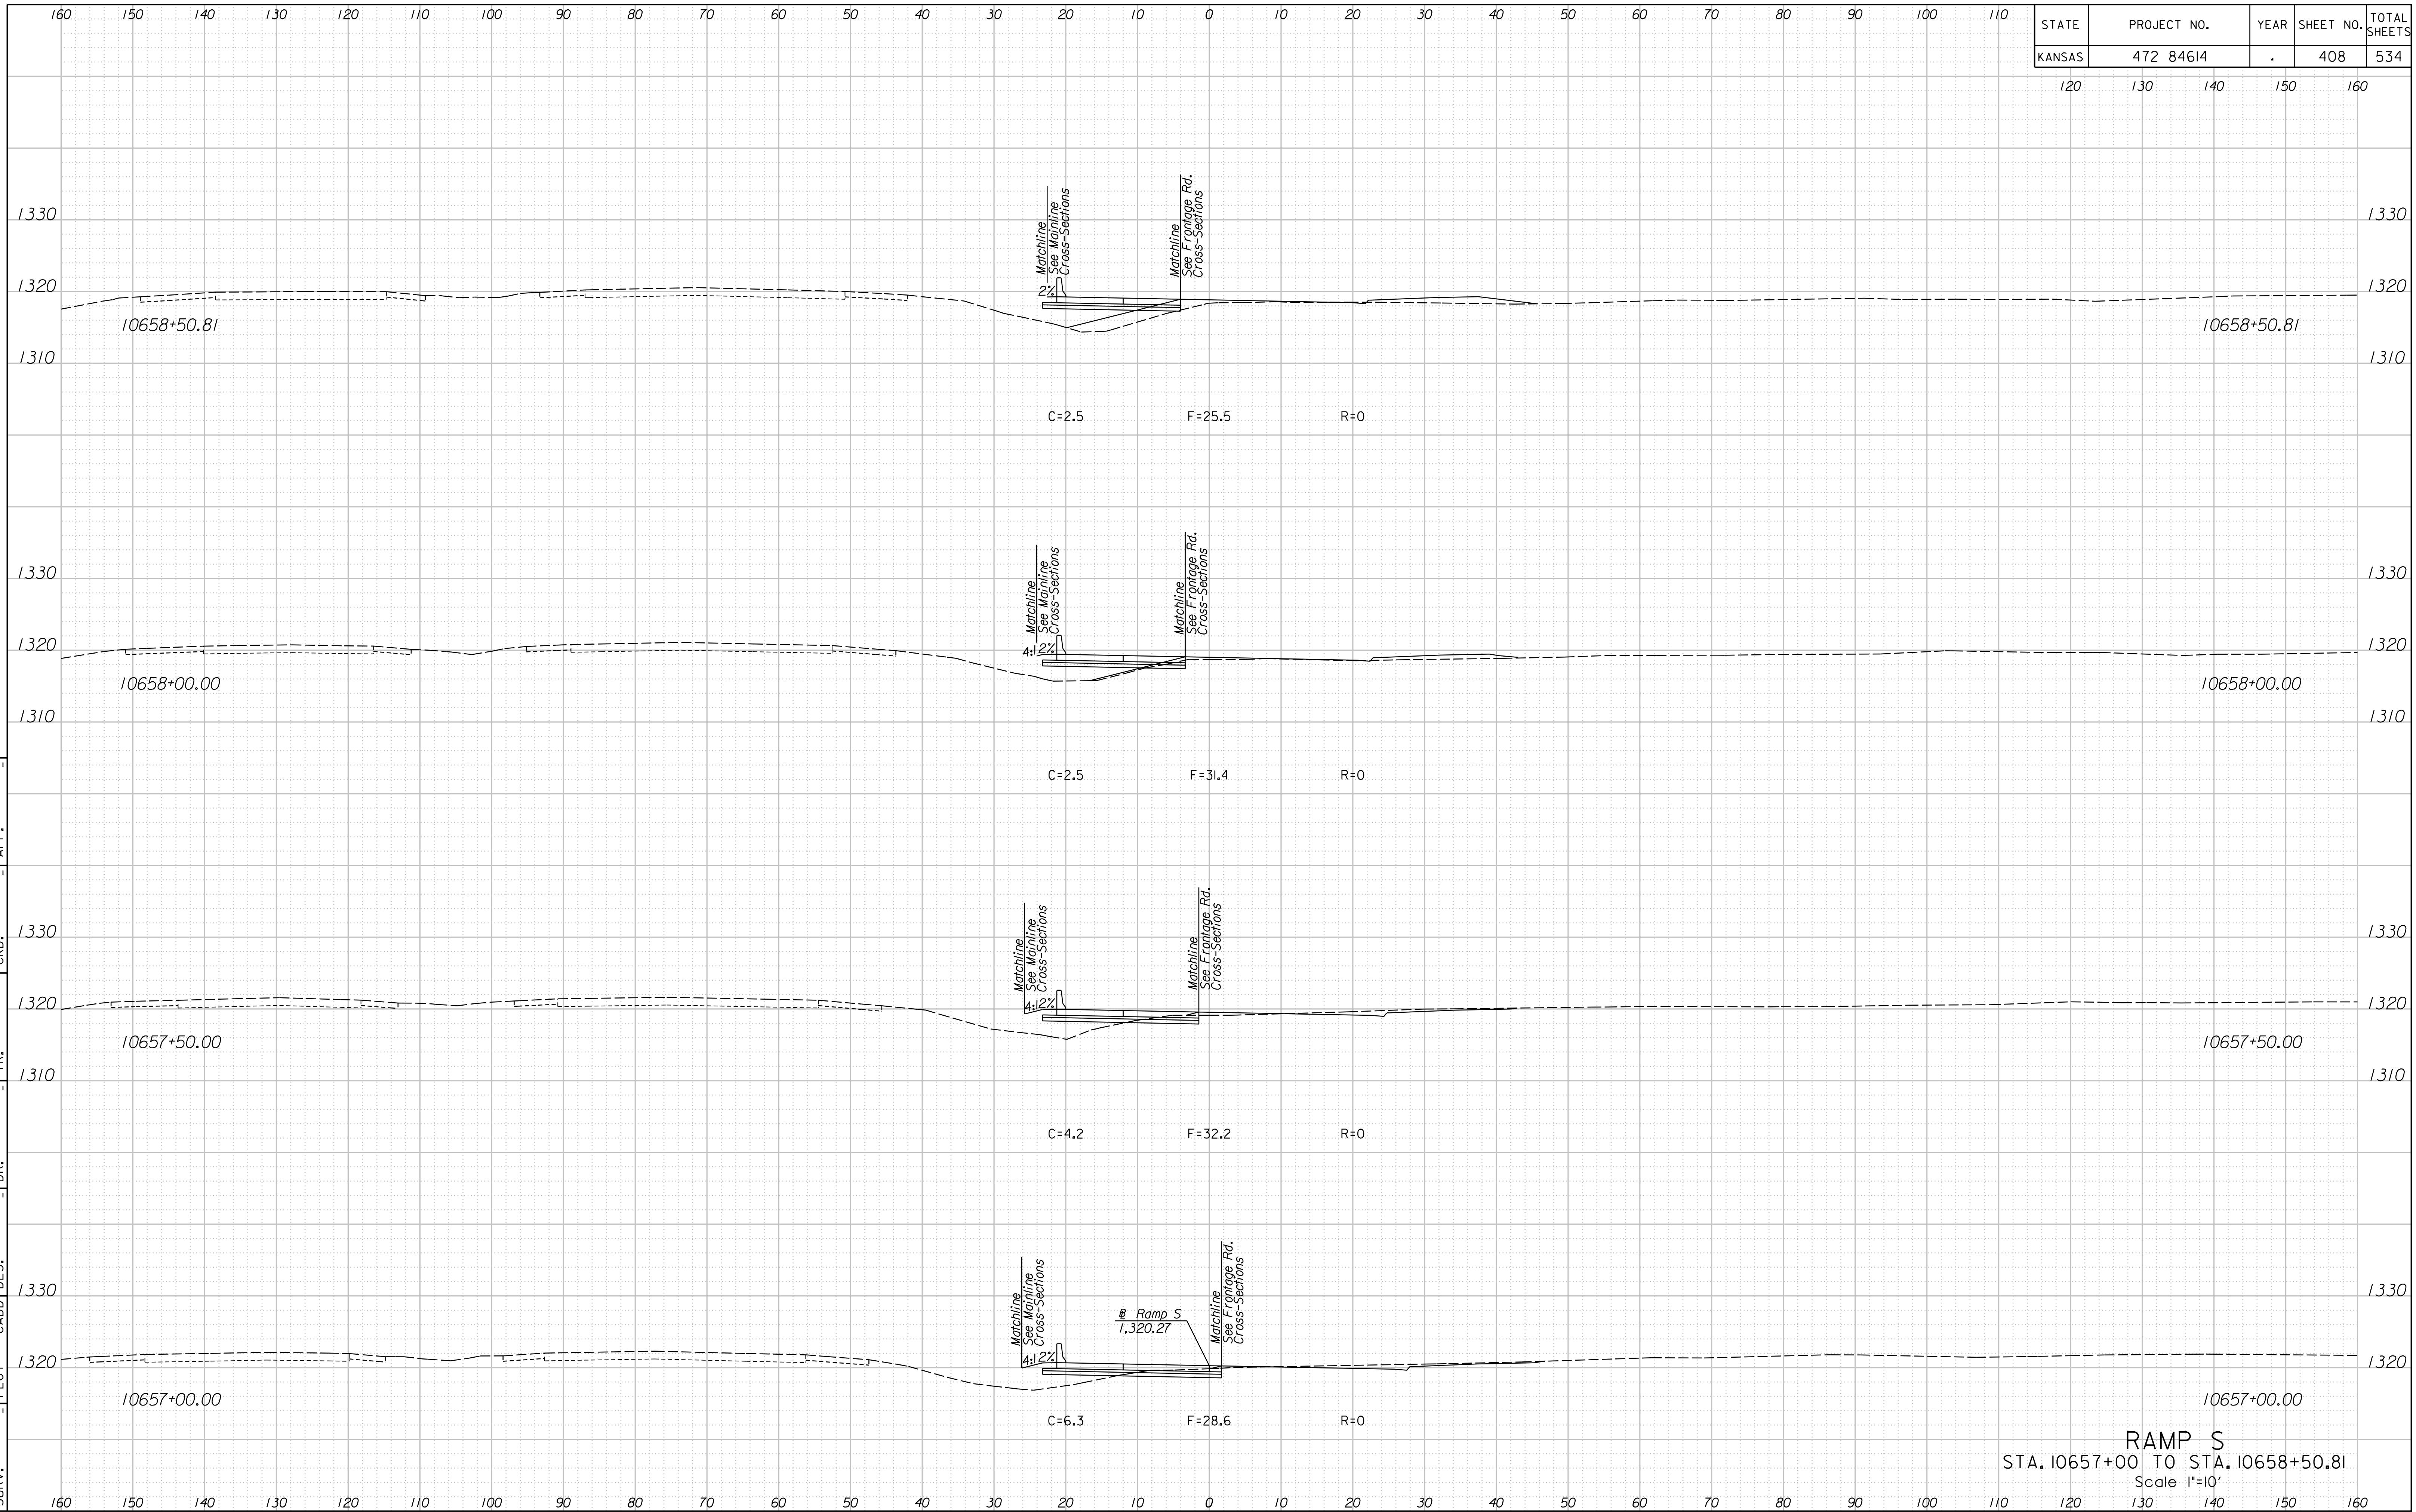 160 150 140 130 120 110 100 90 80 70 60 50 40 30 20 10 0 10 20 30 40 50 60 70 80 90 100 110
STATE PROJECT NO. YEAR SHEET NO. TOTAL SHEETS
KANSAS 472 84614 . 408 534
120 130 140 150 160
Matchline
See Mainline
Cross-Sections
Matchline
See Frontage Rd.
Cross-Sections
1330 1330
1320 2% 1320
10658+50.81 10658+50.81
1310 1310
C=2.5 F=25.5 R=0
Matchline
See Mainline
Cross-Sections
Matchline
See Frontage Rd.
Cross-Sections
1330 1330
1320 4:1 2% 1320
10658+00.00 10658+00.00
1310 1310
C=2.5 F=31.4 R=0
Matchline
See Mainline
Cross-Sections
Matchline
See Frontage Rd.
Cross-Sections
1330 1330
1320 4:1 2% 1320
10657+50.00 10657+50.00
1310 1310
C=4.2 F=32.2 R=0
Matchline
See Mainline
Cross-Sections
Matchline
See Frontage Rd.
Cross-Sections
1330 1330
Ramp S
1,320.27
1320 4:1 2% 1320
10657+00.00 10657+00.00
C=6.3 F=28.6 R=0
RAMP S
STA. 10657+00 TO STA. 10658+50.81
Scale 1"=10'
160 150 140 130 120 110 100 90 80 70 60 50 40 30 20 10 0 10 20 30 40 50 60 70 80 90 100 110 120 130 140 150 160